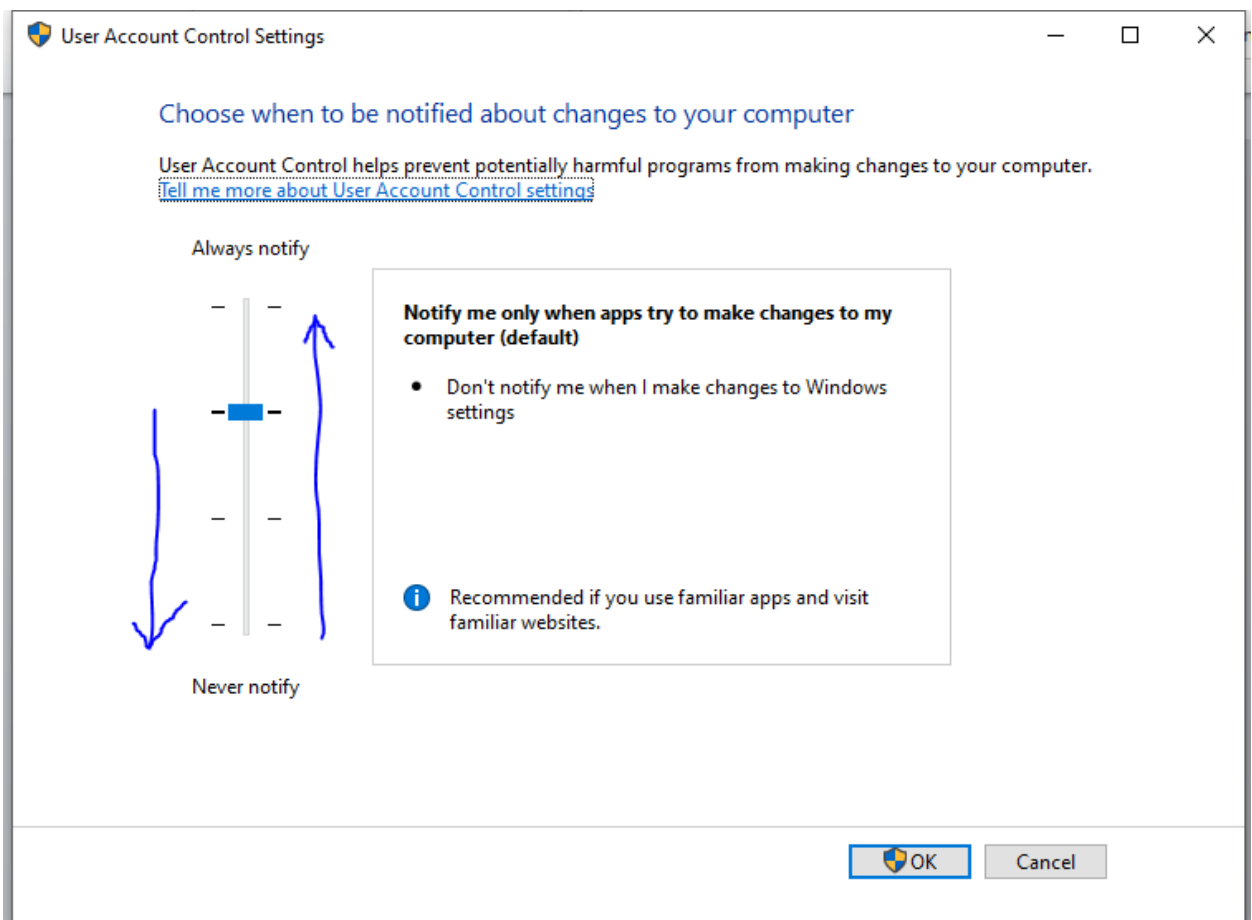 User Account Control Settings
Choose when to be notified about changes to your computer
User Account Control helps prevent potentially harmful programs from making changes to your computer.
Tell me more about User Account Control settings
Always notify
Notify me only when apps try to make changes to my
computer (default)
• Don't notify me when I make changes to Windows
settings
Recommended if you use familiar apps and visit
familiar websites.
Never notify
OK
Cancel